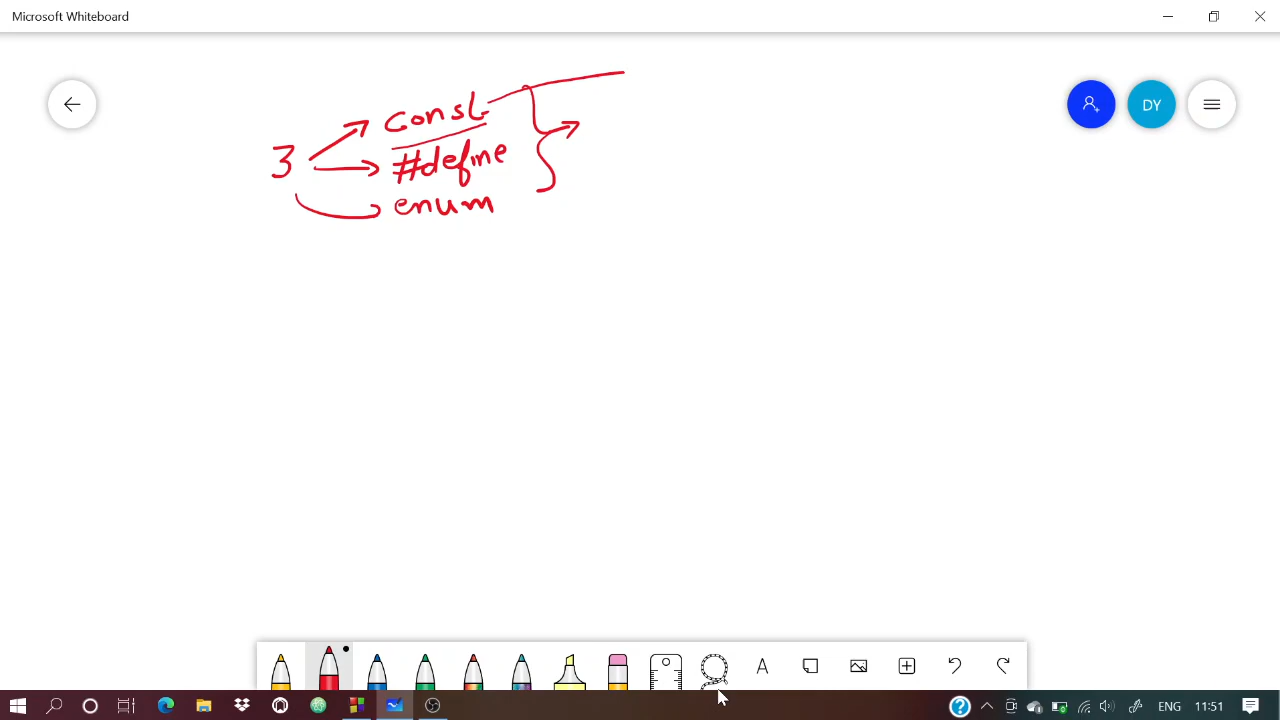 Microsoft Whiteboard
DY
const
3
#define
enum
A
?
ENG
11:51